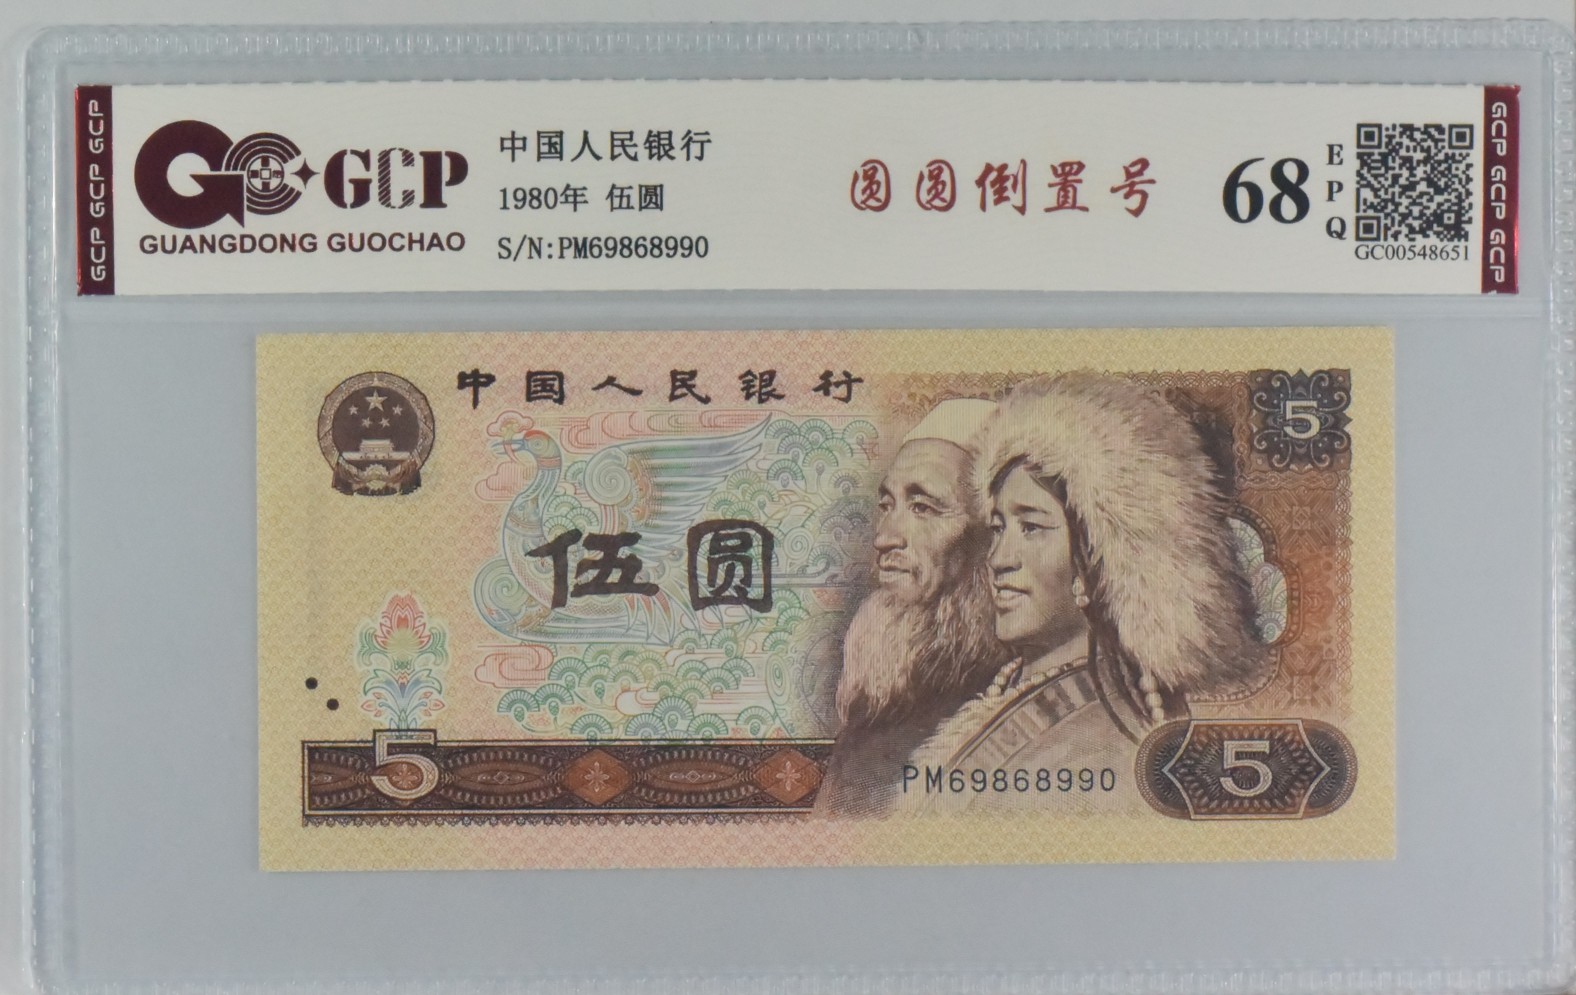 GCP GCP GCP
GCP
GUANGDONG GUOCHAO
中国人民银行
1980年 伍圆
S/N:PM69868990
圆圆倒置号
68
EPQ
GC00548651
GCP GCP GCP
中国人民银行
5
伍圆
5
PM69868990
5